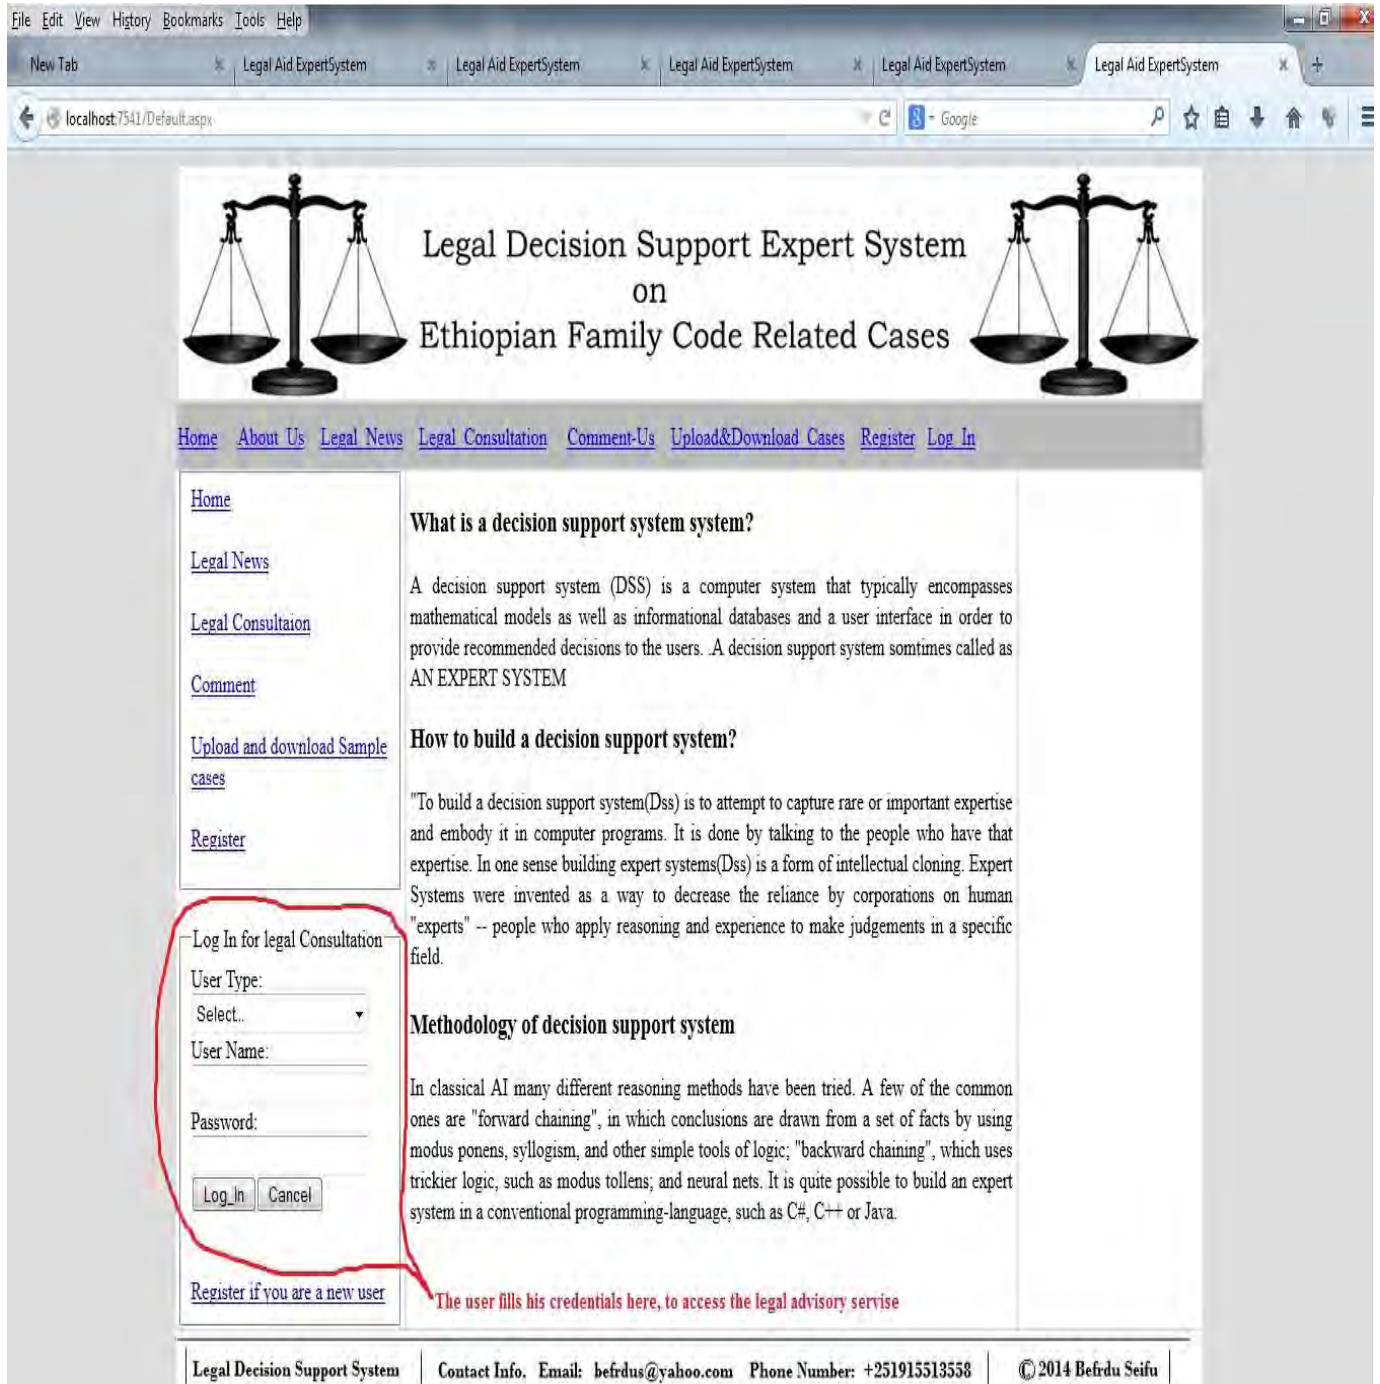 File Edit View History Bookmarks Tools Help
New Tab Legal Aid ExpertSystem Legal Aid ExpertSystem Legal Aid ExpertSystem Legal Aid ExpertSystem Legal Aid ExpertSystem
localhost:7541/Default.aspx Google
Legal Decision Support Expert System
on
Ethiopian Family Code Related Cases
Home About Us Legal News Legal Consultation Comment-Us Upload&Download Cases Register Log In
Home
Legal News
Legal Consultaion
Comment
Upload and download Sample
cases
Register
Log In for legal Consultation
User Type:
Select..
User Name:
Password:
Log_In Cancel
Register if you are a new user
What is a decision support system system?
A decision support system (DSS) is a computer system that typically encompasses
mathematical models as well as informational databases and a user interface in order to
provide recommended decisions to the users. .A decision support system somtimes called as
AN EXPERT SYSTEM
How to build a decision support system?
"To build a decision support system(Dss) is to attempt to capture rare or important expertise
and embody it in computer programs. It is done by talking to the people who have that
expertise. In one sense building expert systems(Dss) is a form of intellectual cloning. Expert
Systems were invented as a way to decrease the reliance by corporations on human
"experts" -- people who apply reasoning and experience to make judgements in a specific
field.
Methodology of decision support system
In classical AI many different reasoning methods have been tried. A few of the common
ones are "forward chaining", in which conclusions are drawn from a set of facts by using
modus ponens, syllogism, and other simple tools of logic; "backward chaining", which uses
trickier logic, such as modus tollens; and neural nets. It is quite possible to build an expert
system in a conventional programming-language, such as C#, C++ or Java.
The user fills his credentials here, to access the legal advisory servise
Legal Decision Support System Contact Info. Email: befrdus@yahoo.com Phone Number: +251915513558 © 2014 Befrdu Seifu